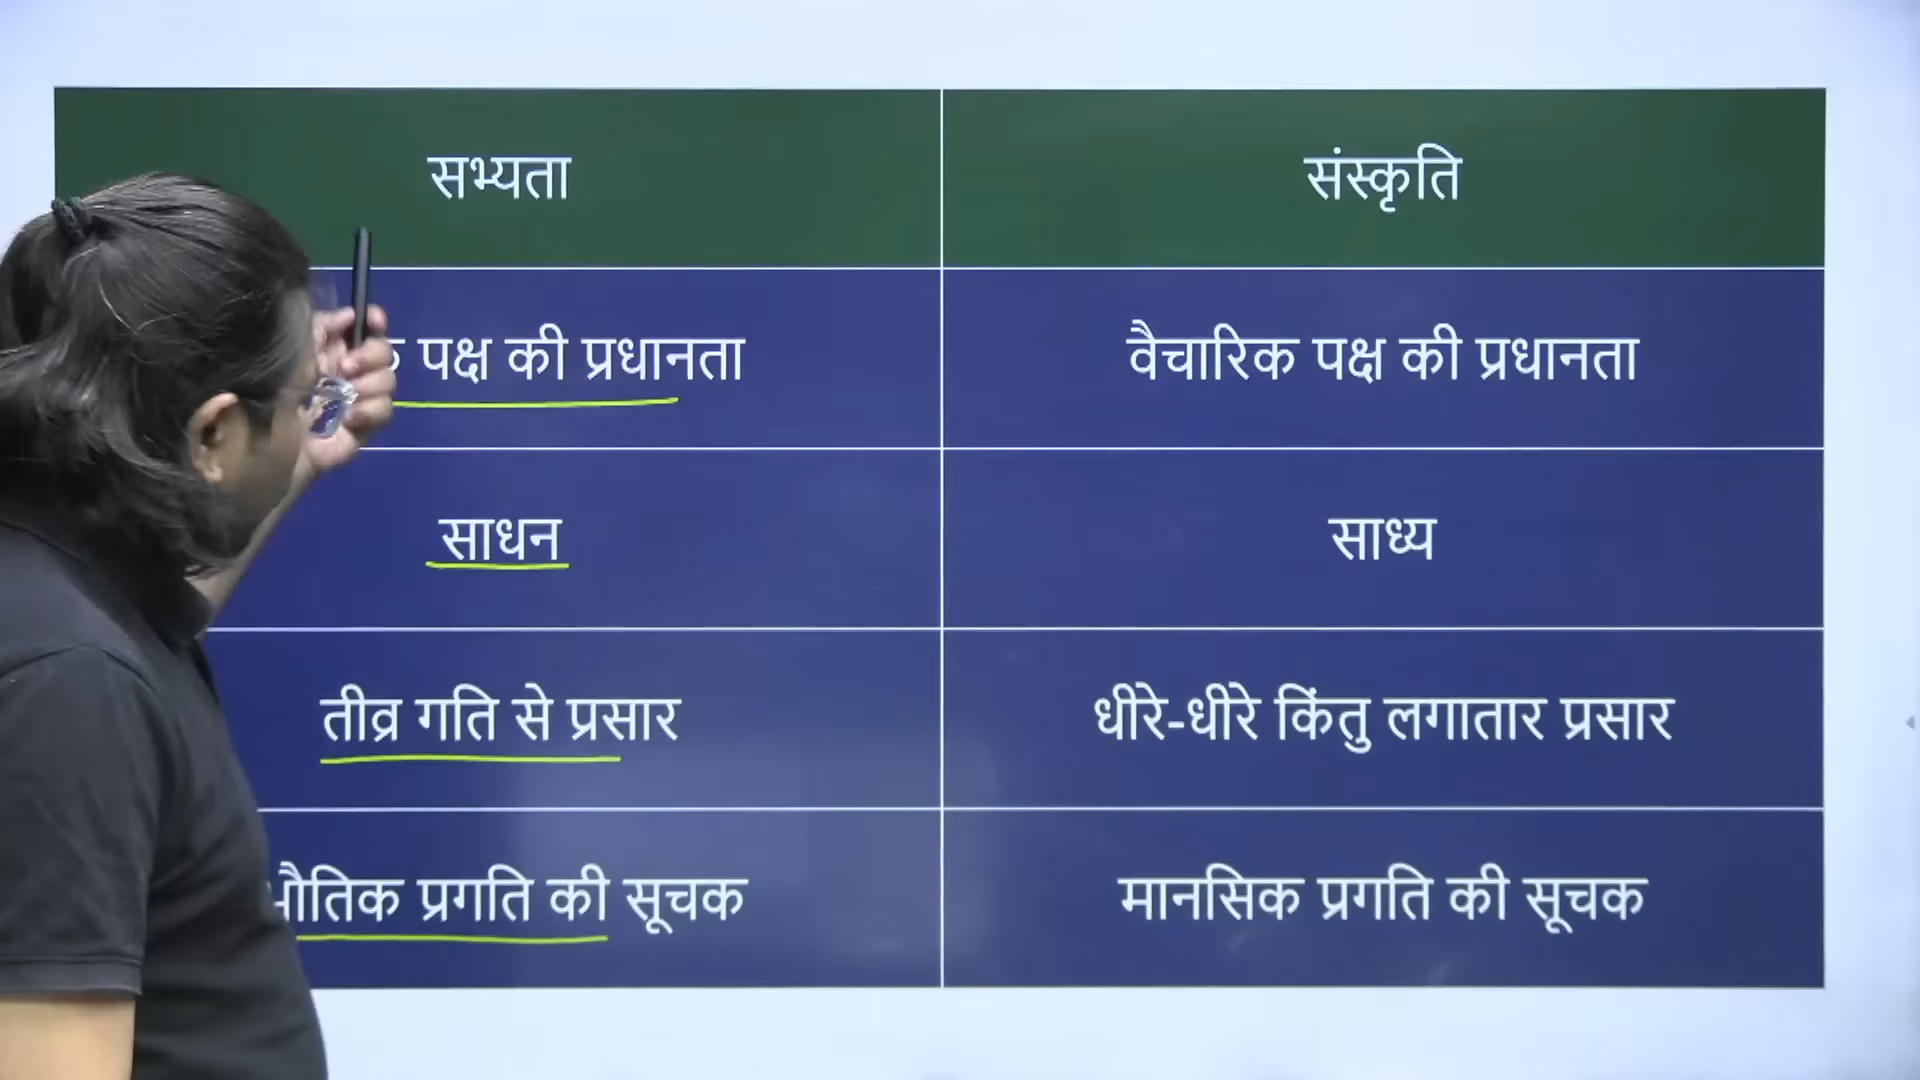 सभ्यता
संस्कृति
पक्ष की प्रधानता
वैचारिक पक्ष की प्रधानता
साधन
साध्य
तीव्र गति से प्रसार
धीरे-धीरे किंतु लगातार प्रसार
भौतिक प्रगति की सूचक
मानसिक प्रगति की सूचक